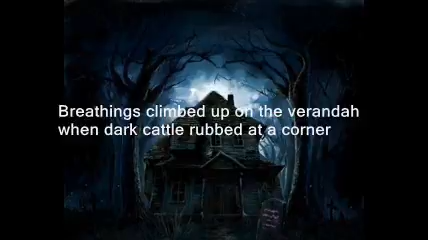 Breathings climbed up on the verandah
when dark cattle rubbed at a corner